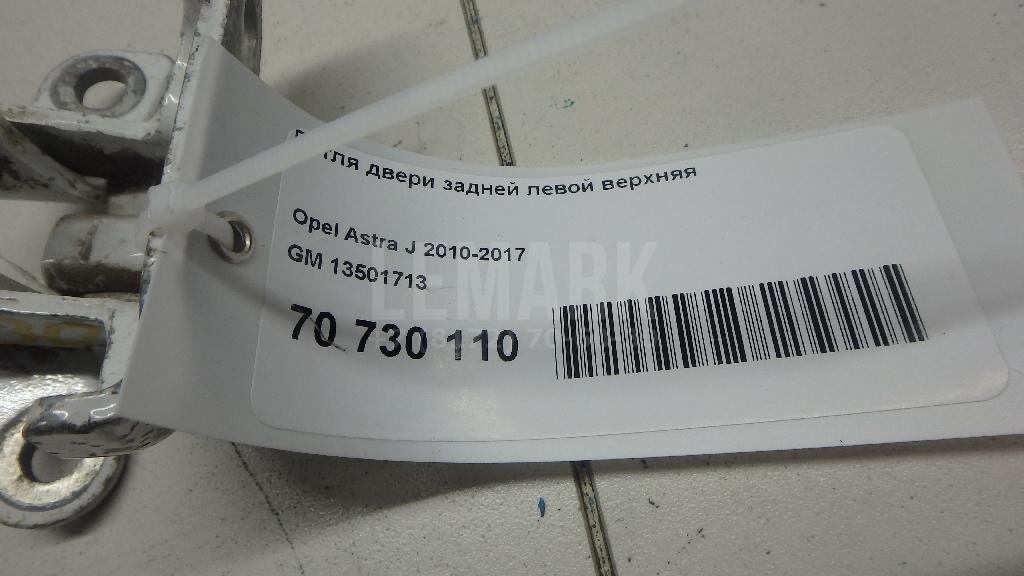 двери задней левой верхняя
Opel Astra J 2010-2017
GM 13501713
LEMARK
70 730 110